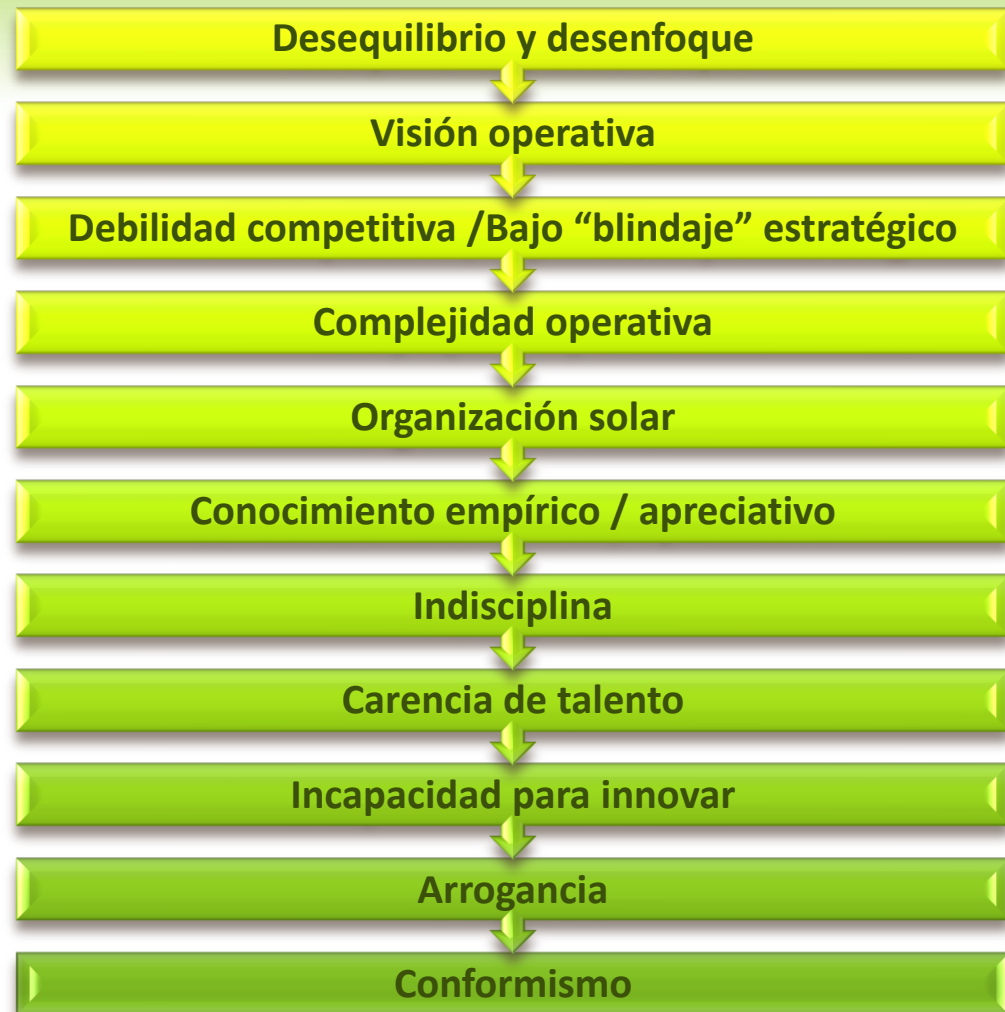 Desequilibrio y desenfoque
Visión operativa
Debilidad competitiva /Bajo “blindaje” estratégico
Complejidad operativa
Organización solar
Conocimiento empírico / apreciativo
Indisciplina
Carencia de talento
Incapacidad para innovar
Arrogancia
Conformismo